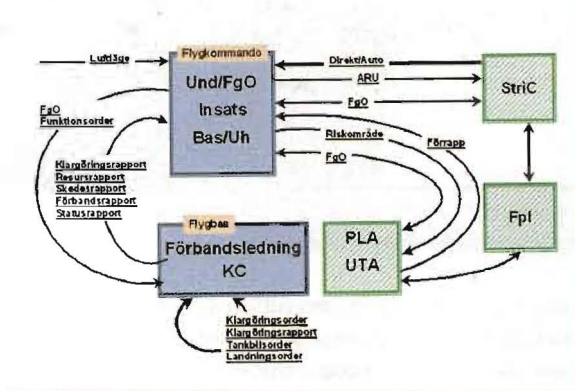 Flygkommando
Luftläge
Und/FgO
Insats
Bas/Uh
Direkt/Auto
ARU
FgO
StriC
FgO
Funktionsorder
Riskområde
Förrapp
FgO
Klargöringsrapport
Resursrapport
Skedesrapport
Förbandsrapport
Statusrapport
Flygbas
Förbandsledning
KC
PLA
UTA
Fpl
Klargöringsorder
Klargöringsrapport
Tankbilsorder
Landningsorder